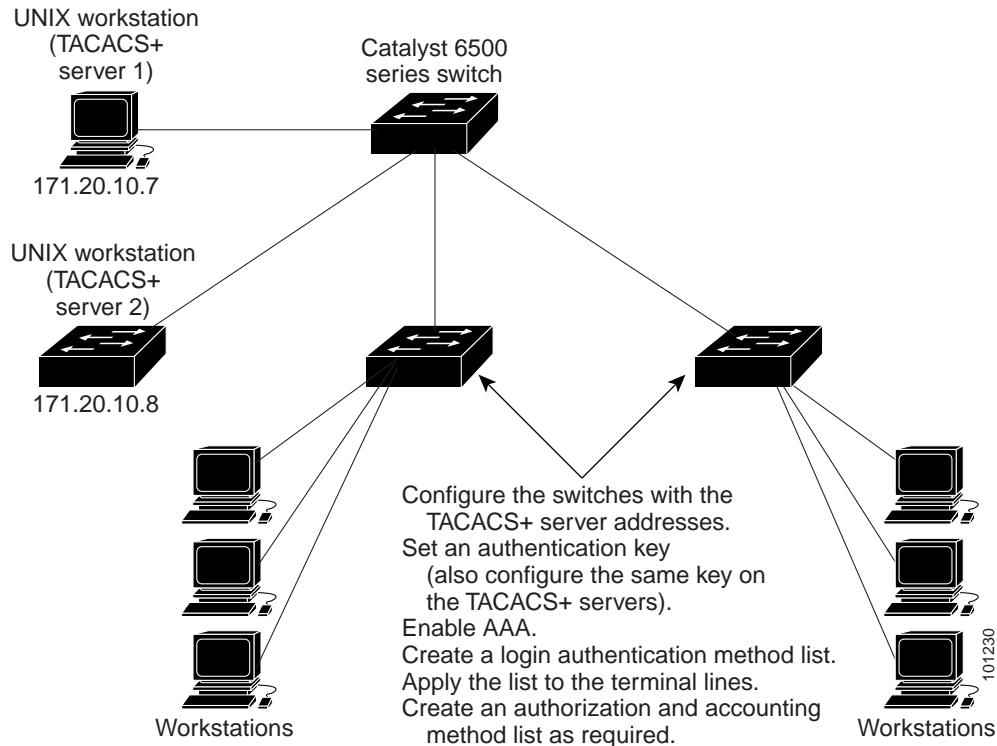 UNIX workstation
(TACACS+
server 1)
Catalyst 6500
series switch
171.20.10.7
UNIX workstation
(TACACS+
server 2)
171.20.10.8
Configure the switches with the
TACACS+ server addresses.
Set an authentication key
(also configure the same key on
the TACACS+ servers).
Enable AAA.
Create a login authentication method list.
Apply the list to the terminal lines.
Create an authorization and accounting
method list as required.
Workstations
Workstations
101230